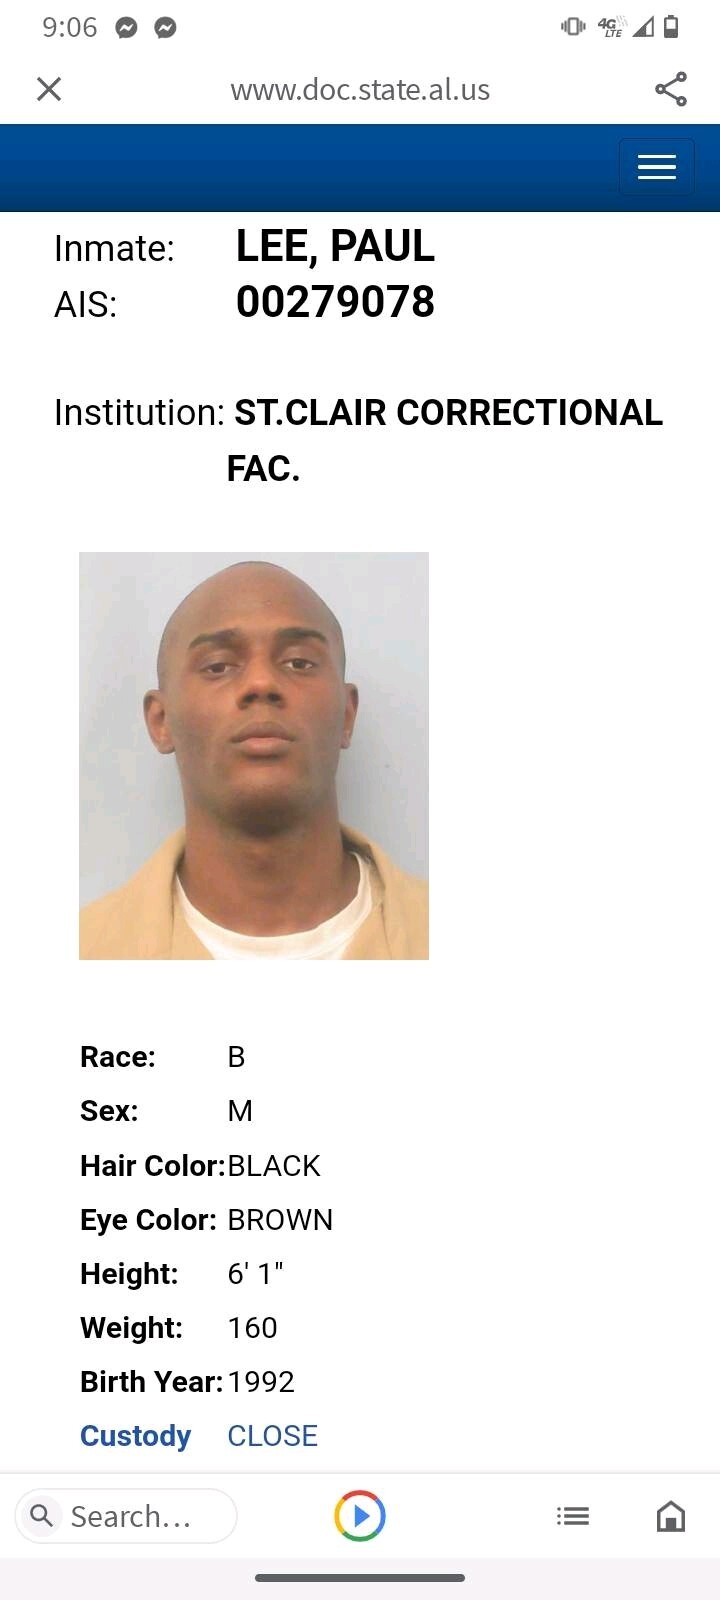 9:06 4G LTE
www.doc.state.al.us
Inmate: LEE, PAUL
AIS: 00279078
Institution: ST.CLAIR CORRECTIONAL
FAC.
Race: B
Sex: M
Hair Color: BLACK
Eye Color: BROWN
Height: 6' 1"
Weight: 160
Birth Year: 1992
Custody CLOSE
Search...